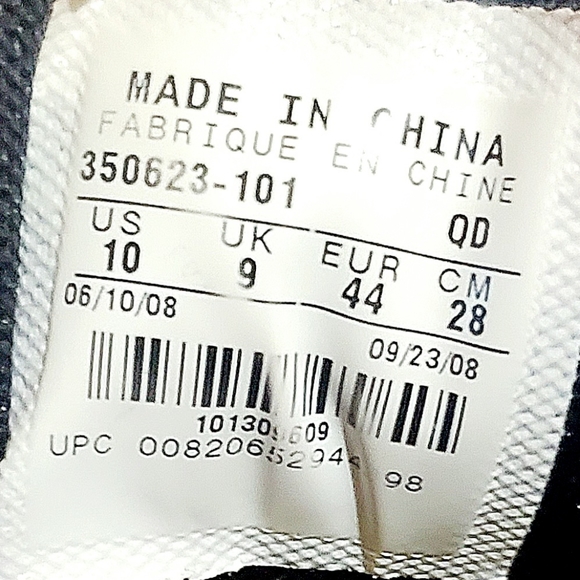 MADE IN CHINA
FABRIQUE EN CHINE
350623-101 QD
US UK EUR CM
10 9 44 28
06/10/08 09/23/08
UPC